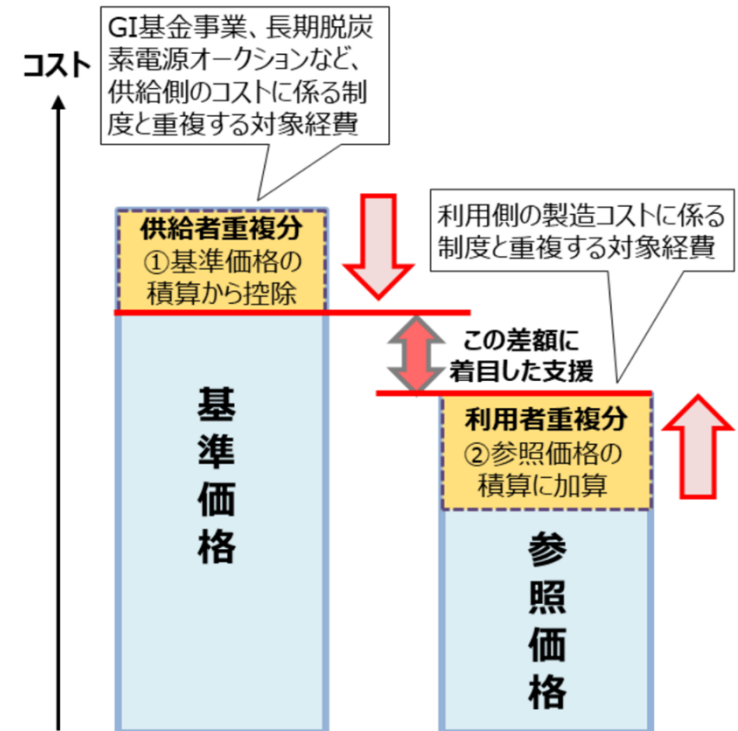 GI基金事業、長期脱炭
素電源オークションなど、
供給側のコストに係る制
度と重複する対象経費
コスト
利用側の製造コストに係る
制度と重複する対象経費
供給者重複分
①基準価格の
積算から控除
この差額に
着目した支援
利用者重複分
②参照価格の
積算に加算
基準価格
参照価格